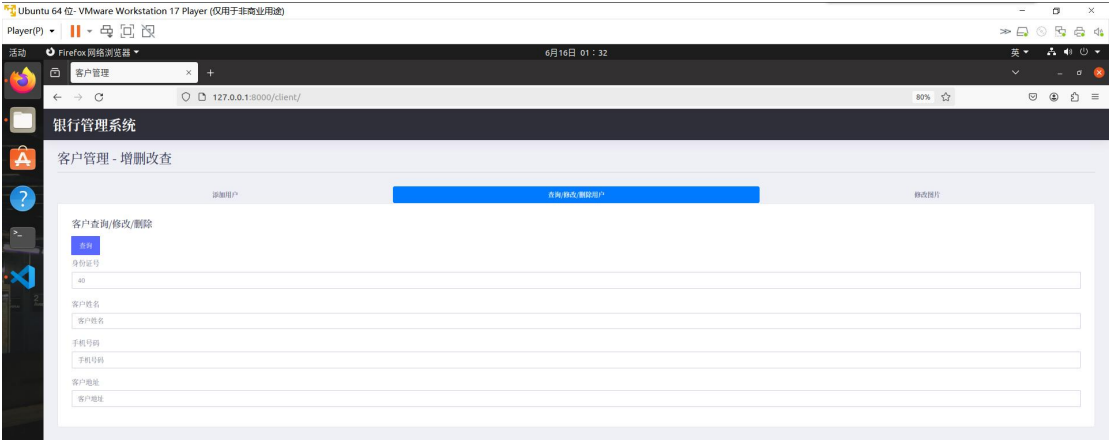 Ubuntu 64 位- VMware Workstation 17 Player (仅用于非商业用途)
Player(P)
活动 Firefox 网络浏览器 6月16日 01：32 英
客户管理
127.0.0.1:8000/client/ 80%
银行管理系统
客户管理 - 增删改查
添加用户 查询/修改/删除用户 修改图片
客户查询/修改/删除
查询
身份证号
40
客户姓名
客户姓名
手机号码
手机号码
客户地址
客户地址